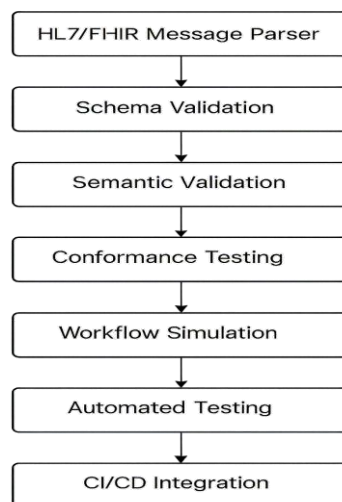 HL7/FHIR Message Parser
Schema Validation
Semantic Validation
Conformance Testing
Workflow Simulation
Automated Testing
CI/CD Integration